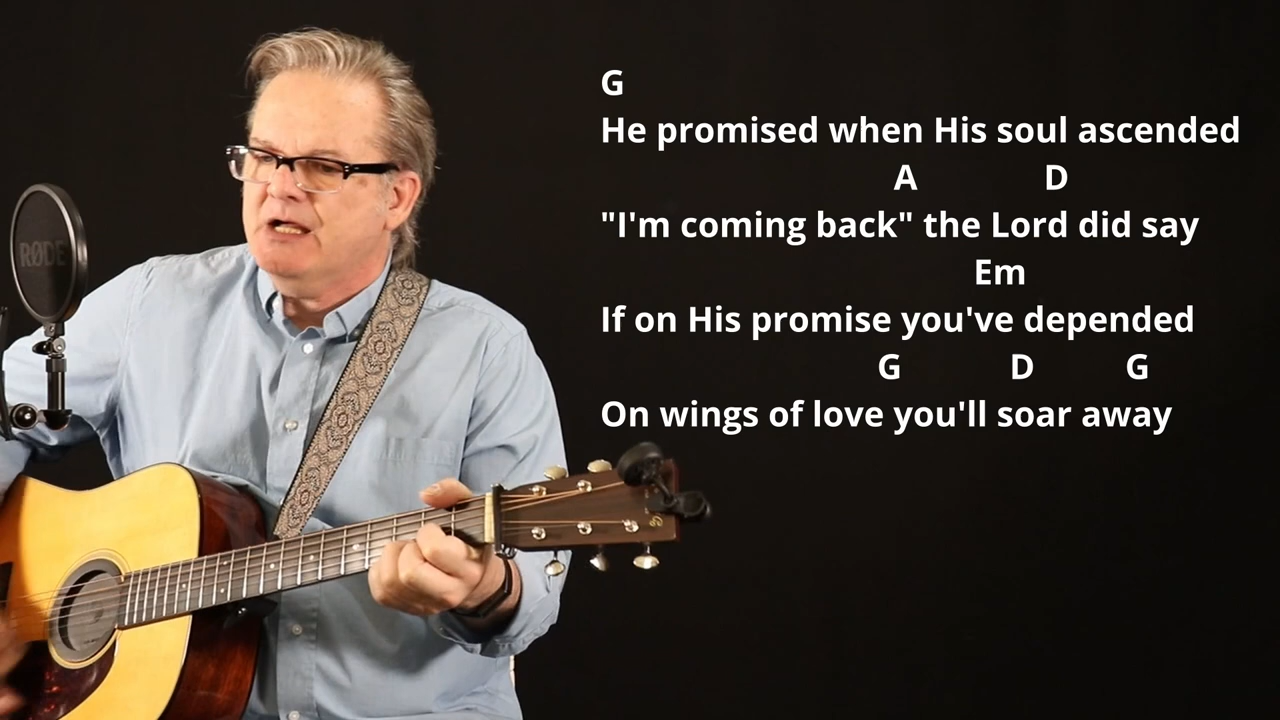 G
He promised when His soul ascended
A D
"I'm coming back" the Lord did say
Em
If on His promise you've depended
G D G
On wings of love you'll soar away
RØDE